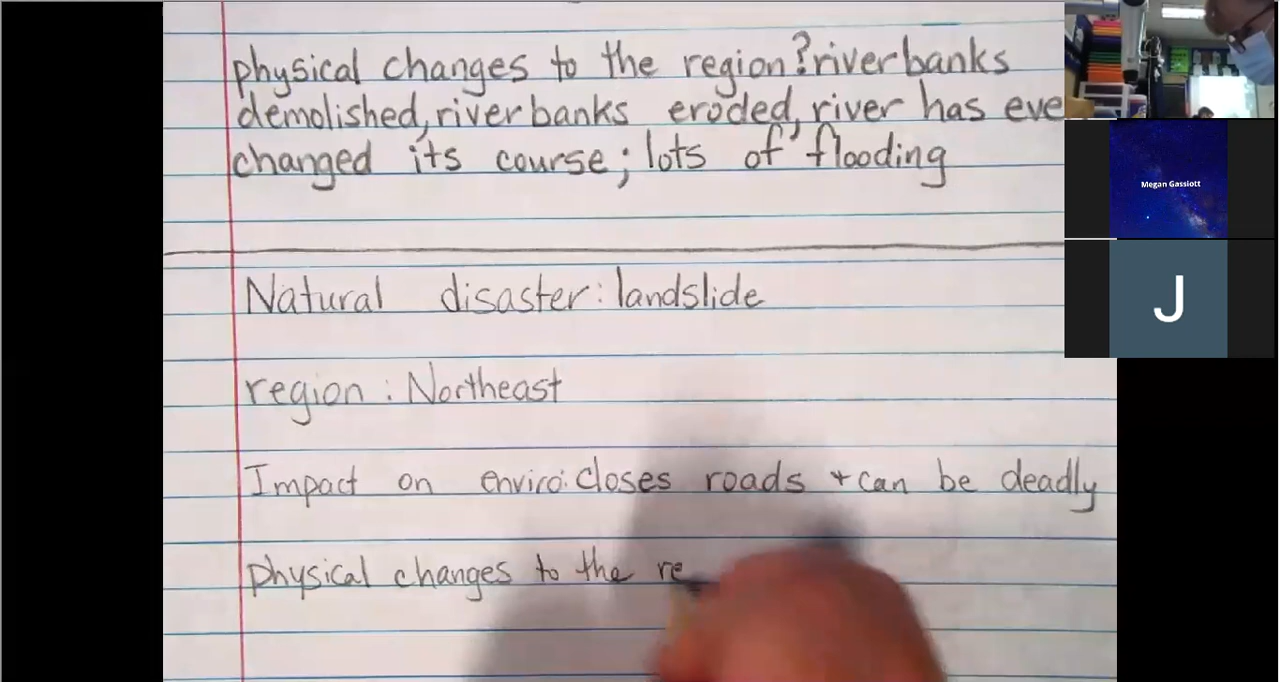 physical changes to the region?riverbanks
demolished, riverbanks eroded, river has eve
changed its course; lots of flooding
Natural disaster: landslide
region: Northeast
Impact on enviro: closes roads + can be deadly
physical changes to the re
Megan Gassiott
J